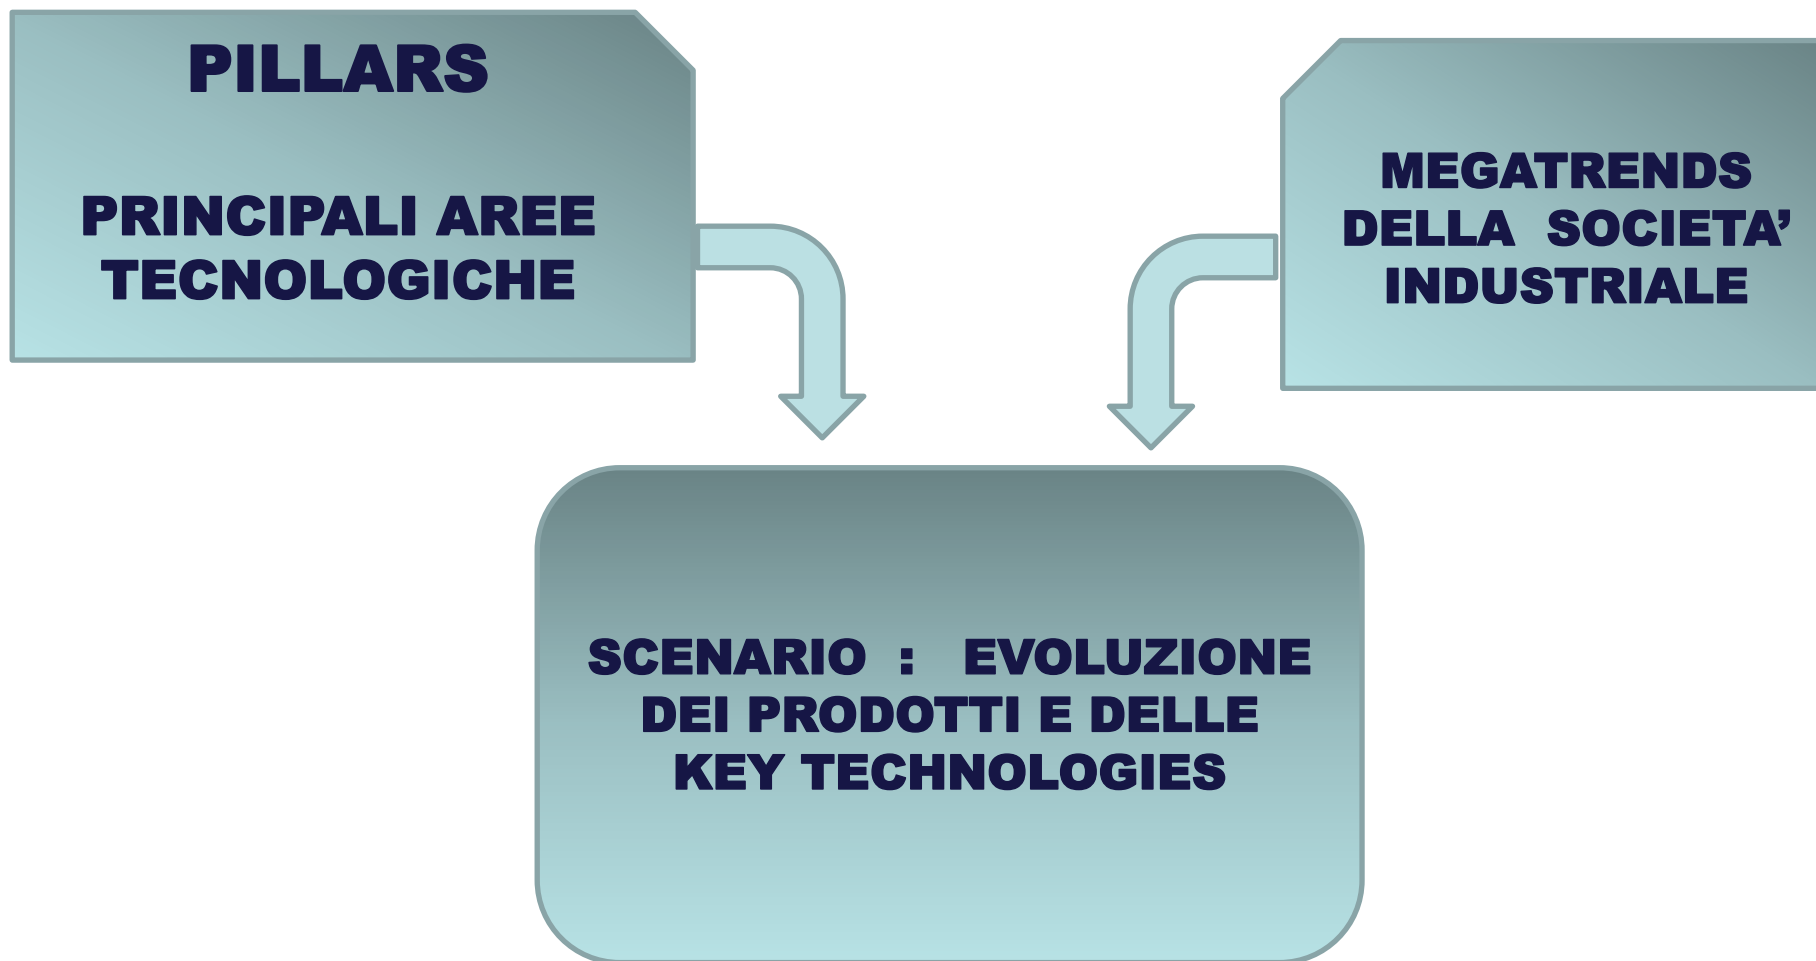 PILLARS
PRINCIPALI AREE
TECNOLOGICHE
MEGATRENDS
DELLA SOCIETA’
INDUSTRIALE
SCENARIO : EVOLUZIONE
DEI PRODOTTI E DELLE
KEY TECHNOLOGIES